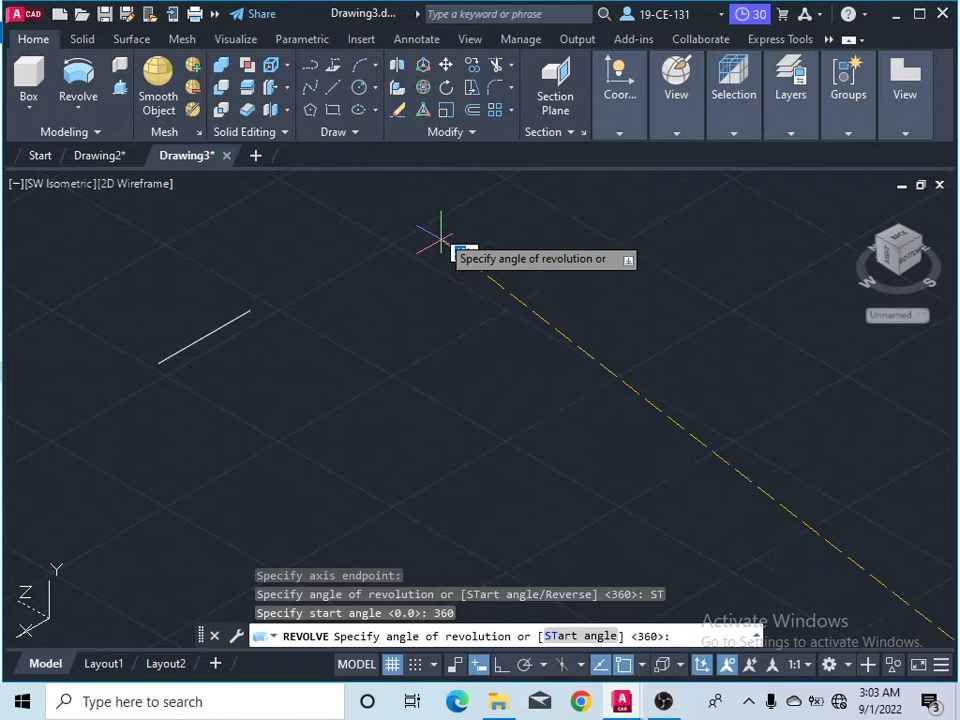 CAD Share Drawing3.d... Type a keyword or phrase 19-CE-131 30
Home Solid Surface Mesh Visualize Parametric Insert Annotate View Manage Output Add-ins Collaborate Express Tools
Box Revolve Smooth Object Section Plane Coor... View Selection Layers Groups View
Modeling Mesh Solid Editing Draw Modify Section
Start Drawing2* Drawing3*
[−][SW Isometric][2D Wireframe]
BACK
W S
Specify angle of revolution or
Unnamed
Y
Z
X
Specify axis endpoint:
Specify angle of revolution or [STart angle/Reverse] <360>: ST
Specify start angle <0.0>: 360
REVOLVE Specify angle of revolution or [STart angle] <360>:
Activate Windows
Go to Settings to activate Windows.
Model Layout1 Layout2 MODEL 1:1
Type here to search
3:03 AM
9/1/2022
3